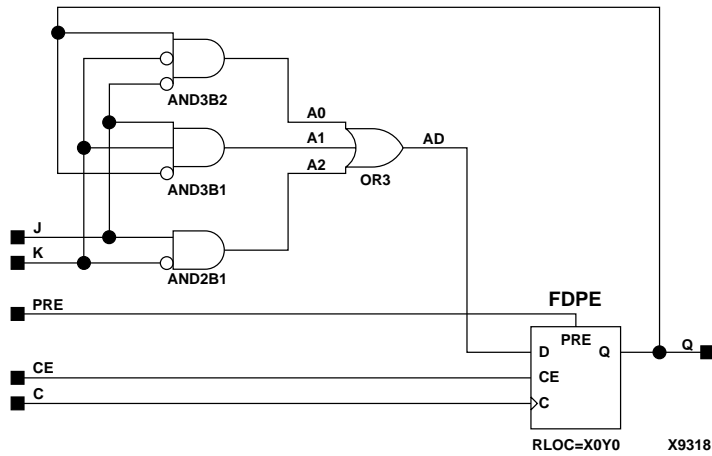 AND3B2
A0
A1
AD
A2
AND3B1
OR3
J
K
AND2B1
PRE
FDPE
PRE
D
Q
Q
CE
CE
C
C
RLOC=X0Y0
X9318